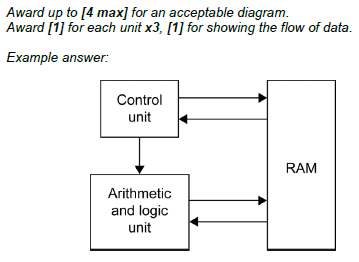 Award up to [4 max] for an acceptable diagram.
Award [1] for each unit x3, [1] for showing the flow of data.
Example answer:
Control
unit
RAM
Arithmetic
and logic
unit